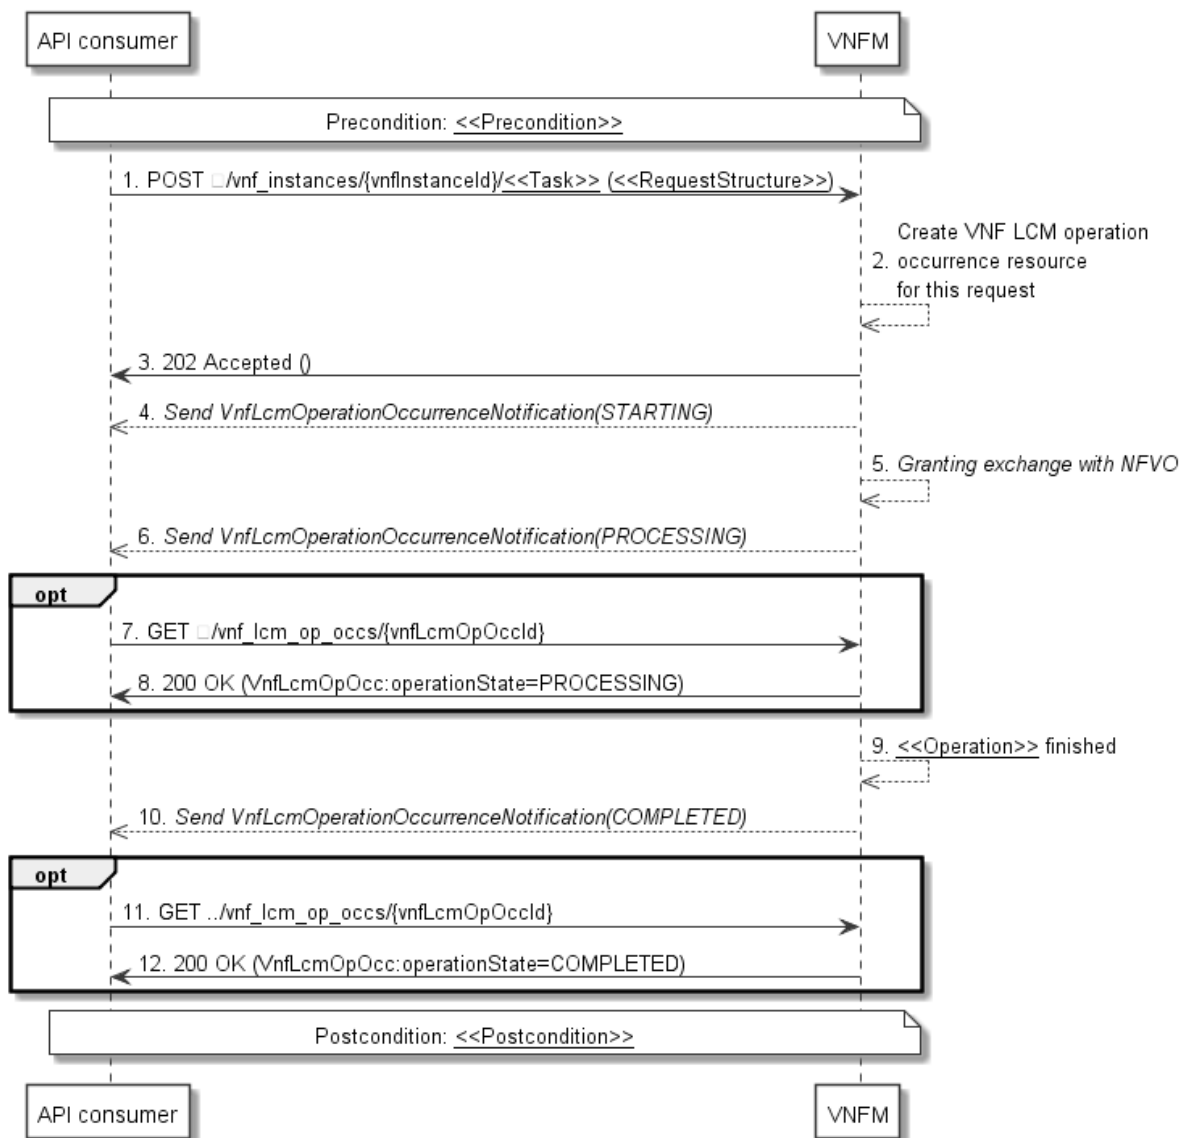 API consumer
VNFM
Precondition: <<Precondition>>
1. POST □/vnf_instances/{vnfInstanceId}/<<Task>> (<<RequestStructure>>)
Create VNF LCM operation
2. occurrence resource
for this request
3. 202 Accepted ()
4. Send VnfLcmOperationOccurrenceNotification(STARTING)
5. Granting exchange with NFVO
6. Send VnfLcmOperationOccurrenceNotification(PROCESSING)
opt
7. GET □/vnf_lcm_op_occs/{vnfLcmOpOccId}
8. 200 OK (VnfLcmOpOcc:operationState=PROCESSING)
9. <<Operation>> finished
10. Send VnfLcmOperationOccurrenceNotification(COMPLETED)
opt
11. GET ../vnf_lcm_op_occs/{vnfLcmOpOccId}
12. 200 OK (VnfLcmOpOcc:operationState=COMPLETED)
Postcondition: <<Postcondition>>
API consumer
VNFM